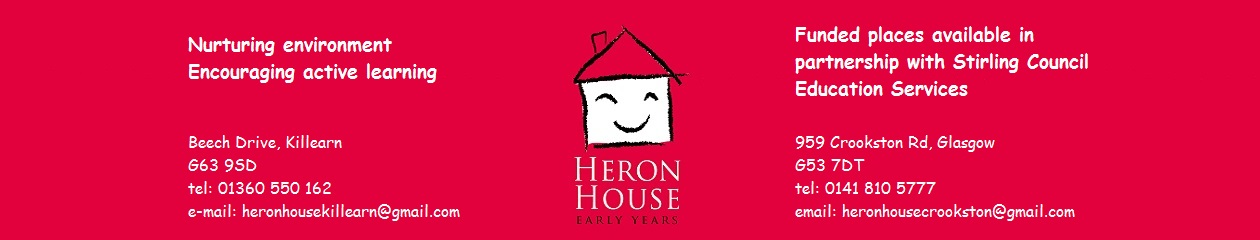 Nurturing environment
Encouraging active learning
Beech Drive, Killearn
G63 9SD
tel: 01360 550 162
e-mail: heronhousekillearn@gmail.com
HERON
HOUSE
EARLY YEARS
Funded places available in
partnership with Stirling Council
Education Services
959 Crookston Rd, Glasgow
G53 7DT
tel: 0141 810 5777
email: heronhousecrookston@gmail.com